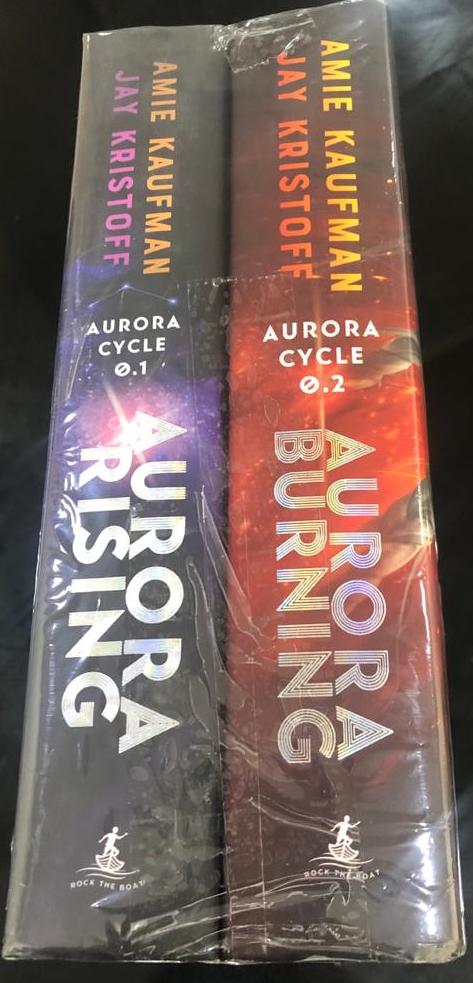 AMIE KAUFMAN
JAY KRISTOFF
AURORA
CYCLE
0.1
AURORA
RISING
ROCK THE BOAT
AMIE KAUFMAN
JAY KRISTOFF
AURORA
CYCLE
0.2
AURORA
BURNING
ROCK THE BOAT